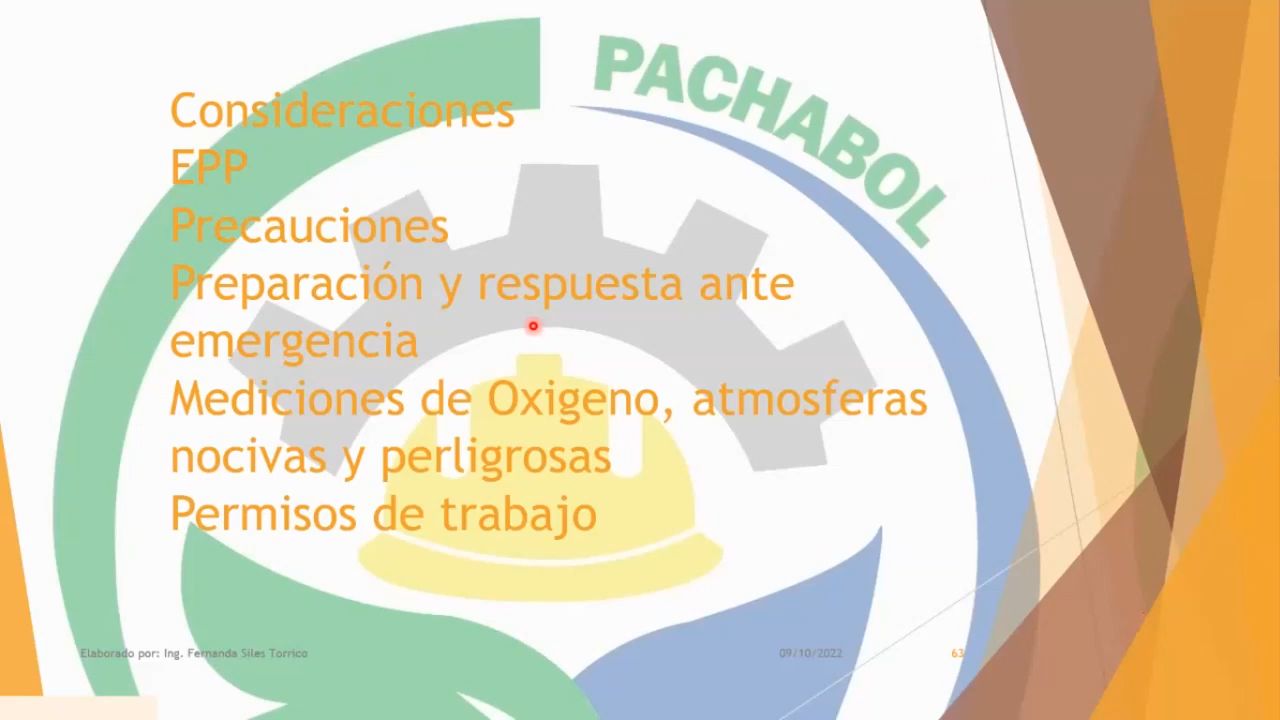 PACHABOL
Consideraciones
EPP
Precauciones
Preparación y respuesta ante
emergencia
Mediciones de Oxigeno, atmosferas
nocivas y perligrosas
Permisos de trabajo
Elaborado por: Ing. Fernanda Siles Torrico
09/10/2022
63